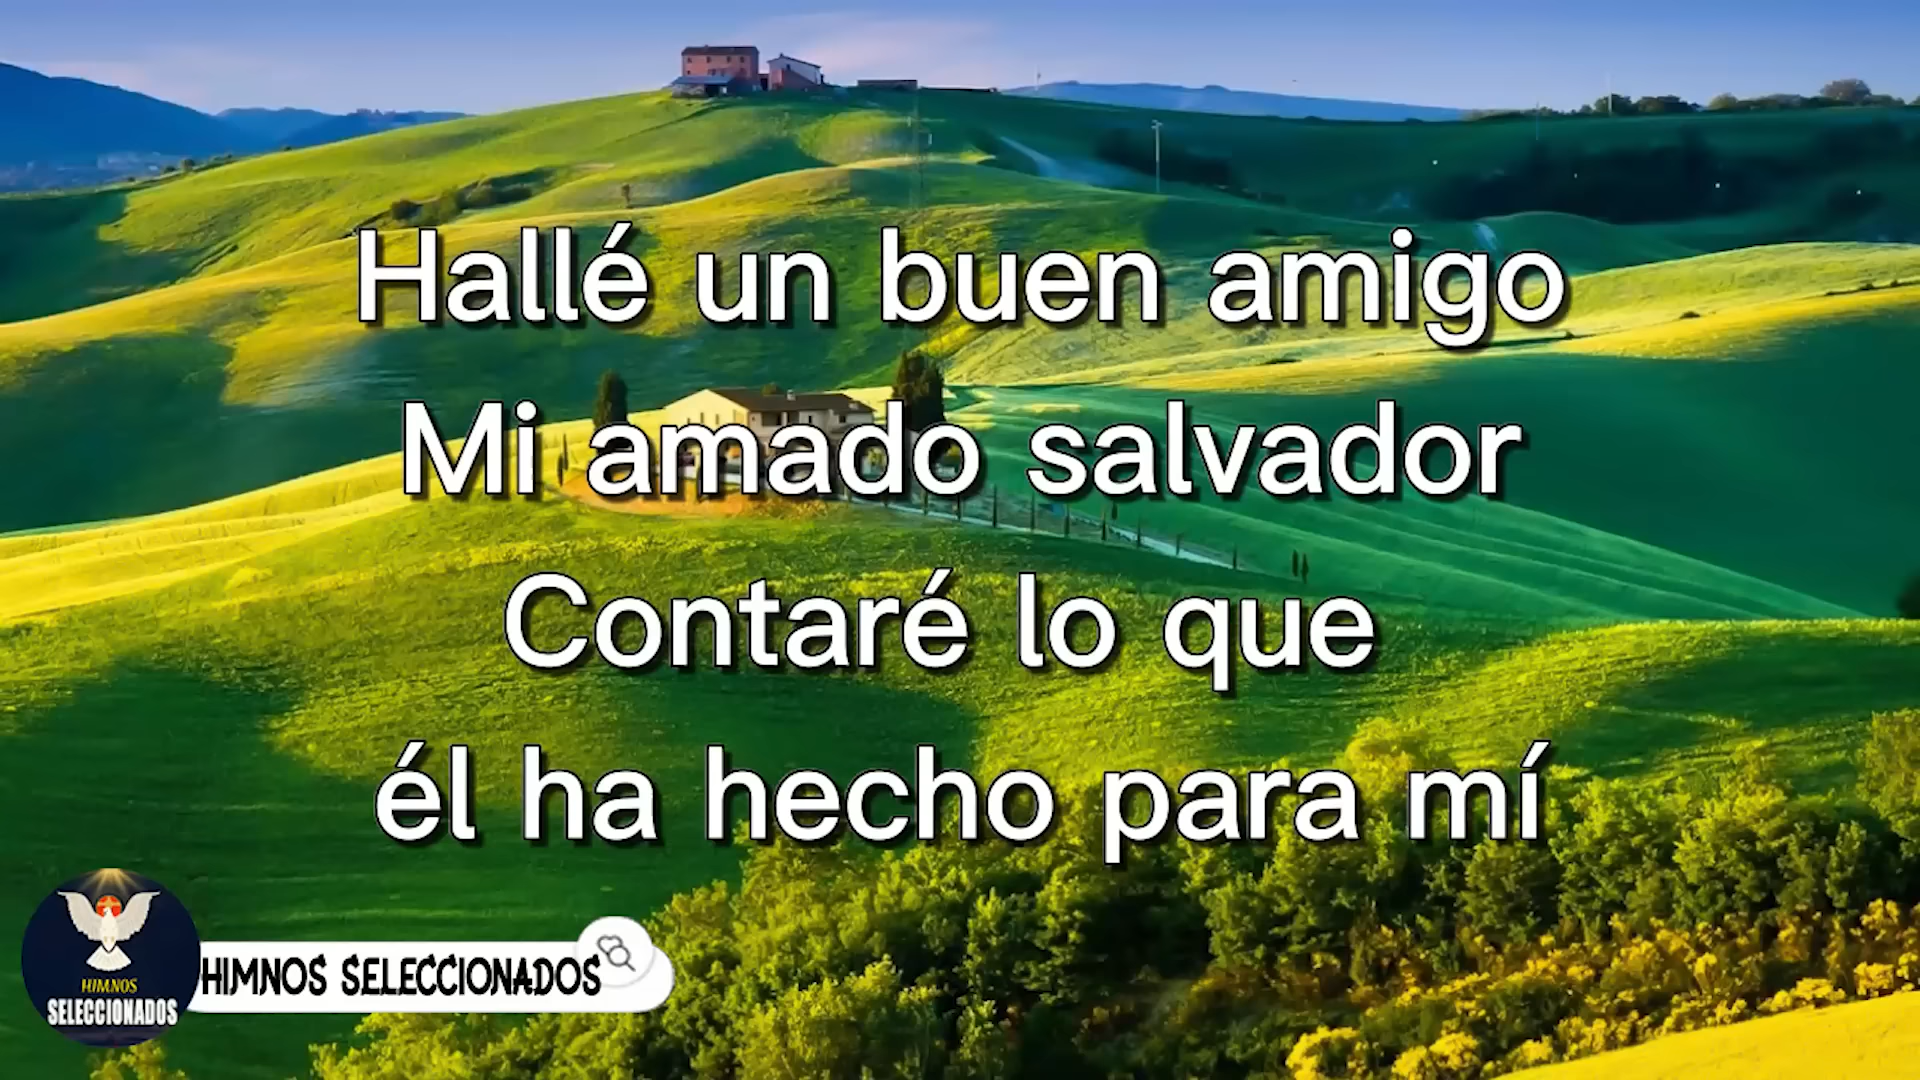 Hallé un buen amigo
Mi amado salvador
Contaré lo que
él ha hecho para mí
HIMNOS
SELECCIONADOS
HIMNOS SELECCIONADOS